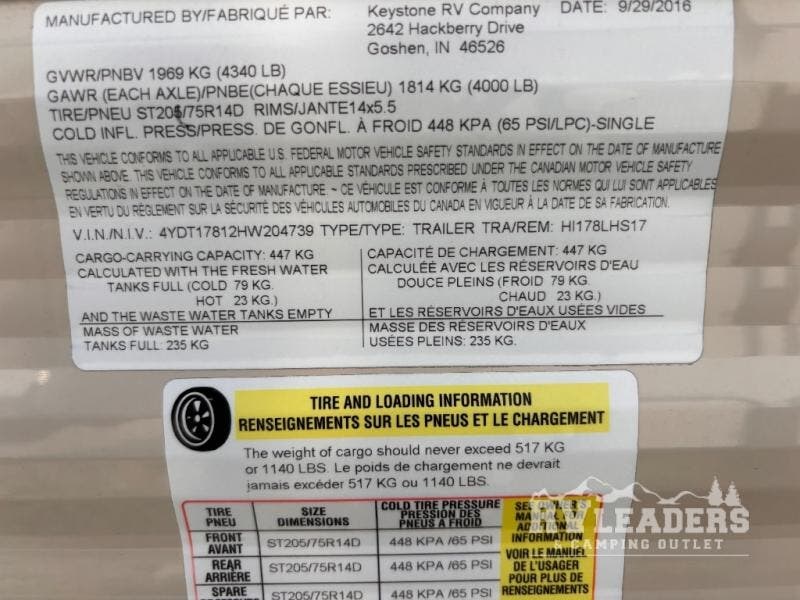 MANUFACTURED BY/FABRIQUÉ PAR: Keystone RV Company DATE: 9/29/2016
2642 Hackberry Drive
Goshen, IN 46526
GVWR/PNBV 1969 KG (4340 LB)
GAWR (EACH AXLE)/PNBE(CHAQUE ESSIEU) 1814 KG (4000 LB)
TIRE/PNEU ST205/75R14D RIMS/JANTE14x5.5
COLD INFL. PRESS/PRESS. DE GONFL. À FROID 448 KPA (65 PSI/LPC)-SINGLE
THIS VEHICLE CONFORMS TO ALL APPLICABLE U.S. FEDERAL MOTOR VEHICLE SAFETY STANDARDS IN EFFECT ON THE DATE OF MANUFACTURE
SHOWN ABOVE. THIS VEHICLE CONFORMS TO ALL APPLICABLE STANDARDS PRESCRIBED UNDER THE CANADIAN MOTOR VEHICLE SAFETY
REGULATIONS IN EFFECT ON THE DATE OF MANUFACTURE. ~ CE VÉHICULE EST CONFORME À TOUTES LES NORMES QUI LUI SONT APPLICABLES
EN VERTU DU RÈGLEMENT SUR LA SÉCURITÉ DES VÉHICULES AUTOMOBILES DU CANADA EN VIGUEUR À LA DATE DE SA FABRICATION.
V.I.N./N.I.V.: 4YDT17812HW204739 TYPE/TYPE: TRAILER TRA/REM: HI178LHS17
CARGO-CARRYING CAPACITY: 447 KG
CALCULATED WITH THE FRESH WATER
TANKS FULL (COLD 79 KG.
HOT 23 KG.)
AND THE WASTE WATER TANKS EMPTY
MASS OF WASTE WATER
TANKS FULL: 235 KG.
CAPACITÉ DE CHARGEMENT: 447 KG
CALCULÉE AVEC LES RÉSERVOIRS D'EAU
DOUCE PLEINS (FROID 79 KG.
CHAUD 23 KG.)
ET LES RÉSERVOIRS D'EAUX USÉES VIDES
MASSE DES RÉSERVOIRS D'EAUX
USÉES PLEINS: 235 KG.
TIRE AND LOADING INFORMATION
RENSEIGNEMENTS SUR LES PNEUS ET LE CHARGEMENT
The weight of cargo should never exceed 517 KG
or 1140 LBS. Le poids de chargement ne devrait
jamais excéder 517 KG ou 1140 LBS.
TIRE
PNEU
SIZE
DIMENSIONS
COLD TIRE PRESSURE
PRESSION DES
PNEUS A FROID
FRONT
AVANT
ST205/75R14D
448 KPA /65 PSI
REAR
ARRIÈRE
ST205/75R14D
448 KPA /65 PSI
SPARE
ST205/75R14D
448 KPA /65 PSI
SEE OWNER'S
MANUAL FOR
ADDITIONAL
INFORMATION
VOIR LE MANUEL
DE L'USAGER
POUR PLUS DE
RENSEIGNEMENTS
RVLEADERS
& CAMPING OUTLET